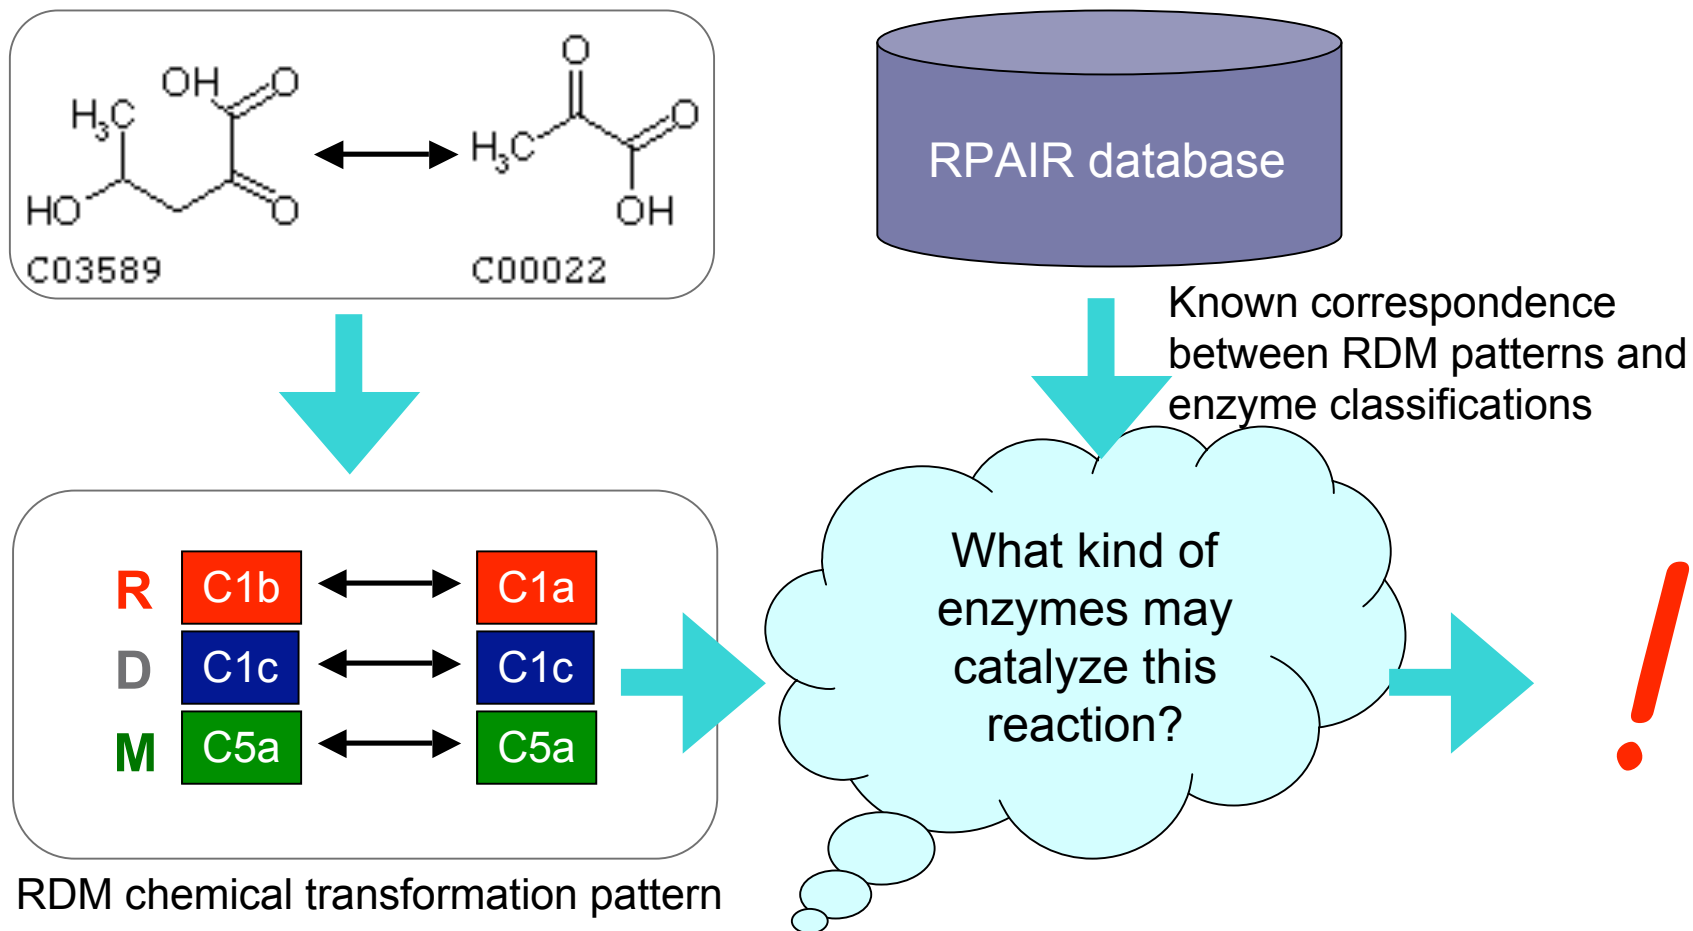 OH O
H3C
HO O
C03589
O
O
H3C
OH
C00022
RPAIR database
Known correspondence
between RDM patterns and
enzyme classifications
R C1b C1a
D C1c C1c
M C5a C5a
RDM chemical transformation pattern
What kind of
enzymes may
catalyze this
reaction?
!